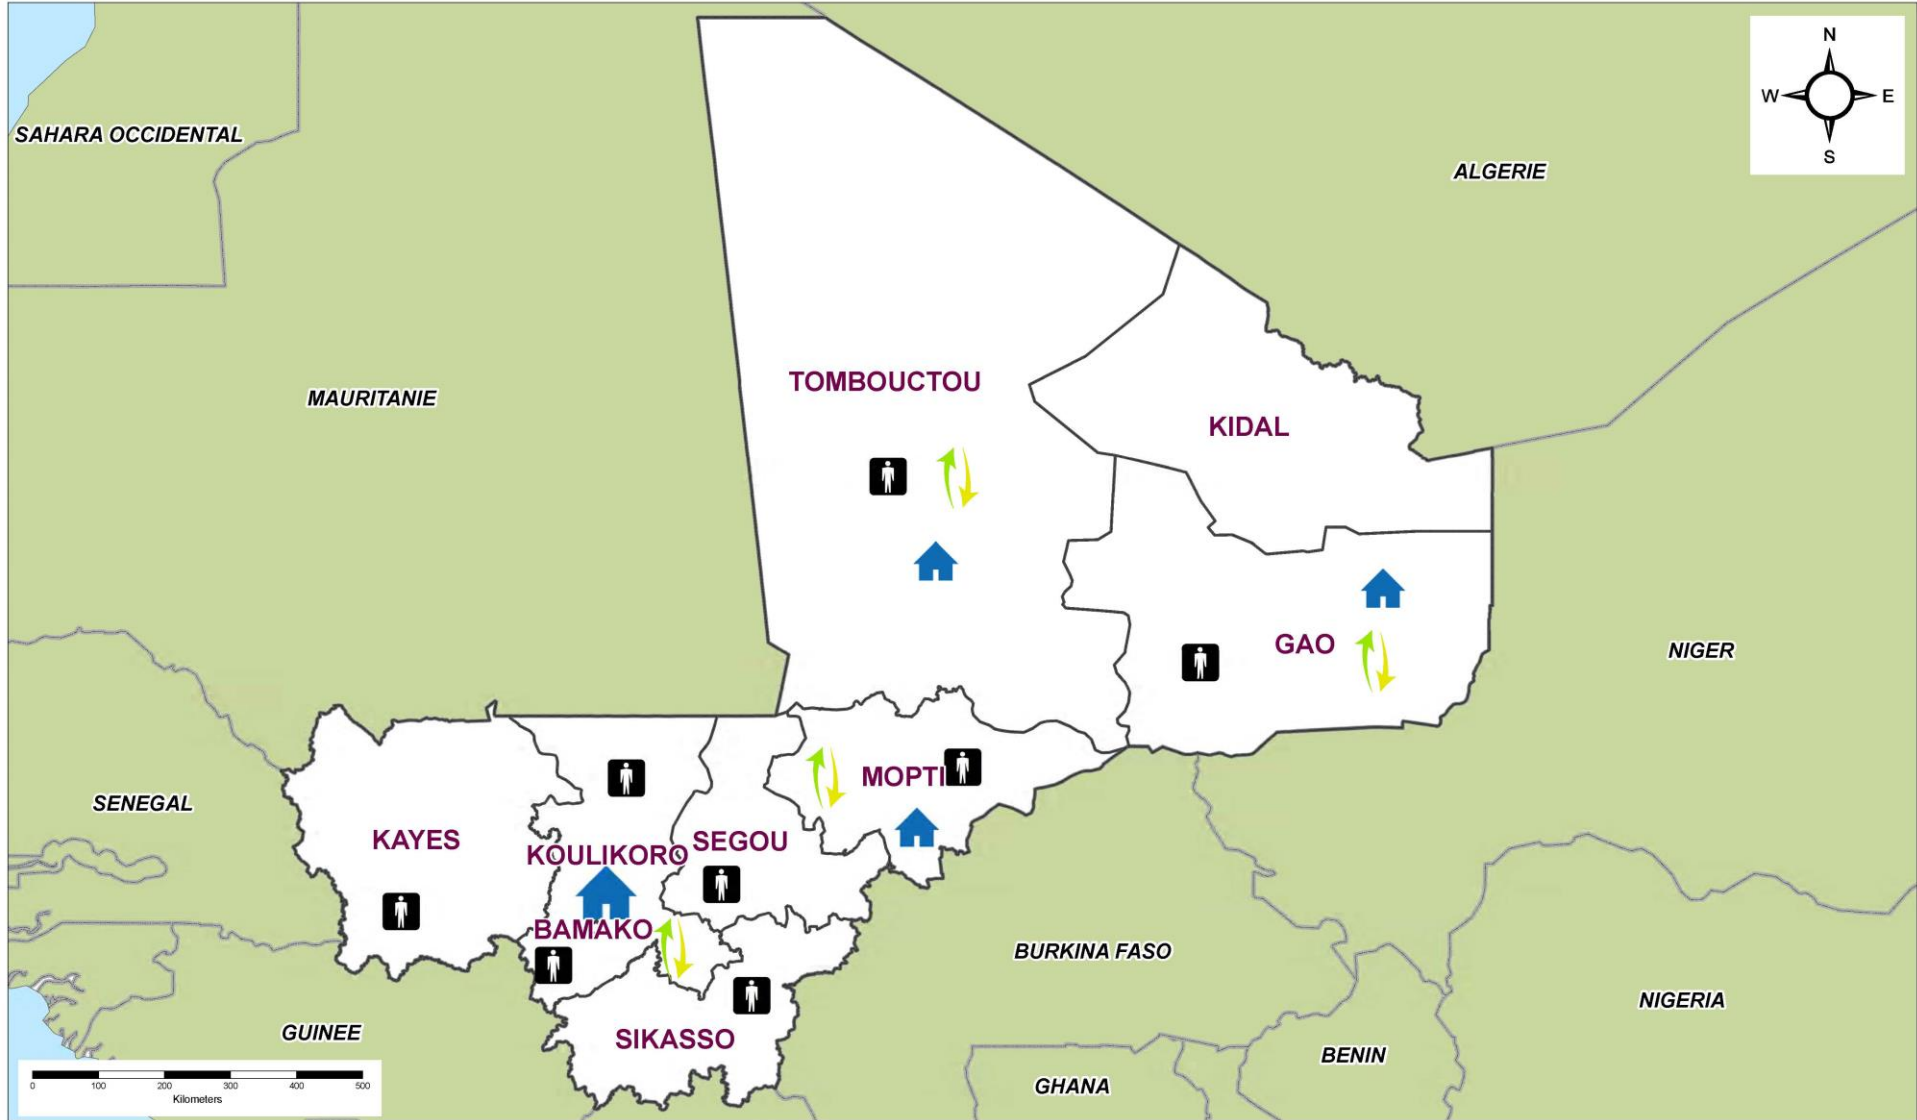 N
W E
S
SAHARA OCCIDENTAL
ALGERIE
TOMBOUCTOU
MAURITANIE
KIDAL
GAO
NIGER
MOPTI
SENEGAL
KAYES
SEGOU
KOULIKORO
BAMAKO
BURKINA FASO
NIGERIA
GUINEE
SIKASSO
BENIN
GHANA
0 100 200 300 400 500
Kilometers